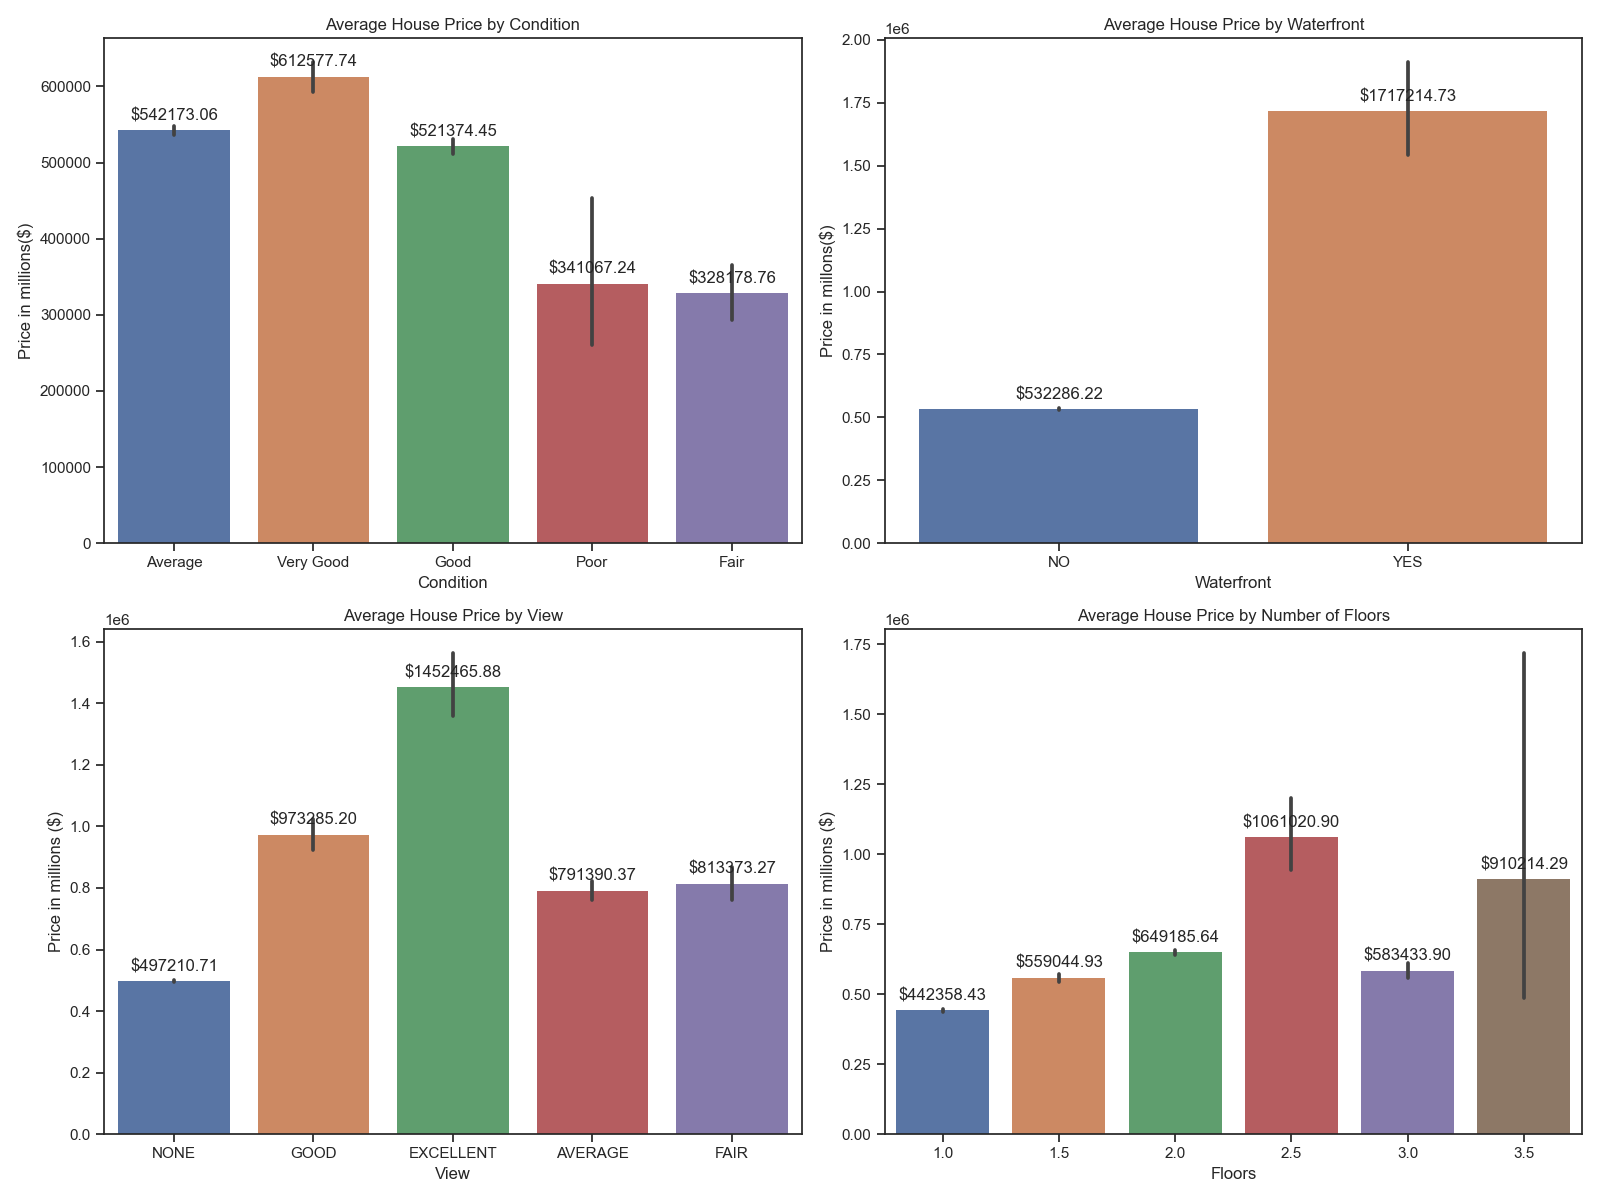 Average House Price by Condition
Price in millions($)
600000
500000
400000
300000
200000
100000
0
$542173.06
$612577.74
$521374.45
$341067.24
$328178.76
Average
Very Good
Good
Poor
Fair
Condition
Average House Price by Waterfront
1e6
Price in millons($)
2.00
1.75
1.50
1.25
1.00
0.75
0.50
0.25
0.00
$532286.22
$1717214.73
NO
YES
Waterfront
Average House Price by View
1e6
Price in millions ($)
1.6
1.4
1.2
1.0
0.8
0.6
0.4
0.2
0.0
$497210.71
$973285.20
$1452465.88
$791390.37
$813373.27
NONE
GOOD
EXCELLENT
AVERAGE
FAIR
View
Average House Price by Number of Floors
1e6
Price in millions ($)
1.75
1.50
1.25
1.00
0.75
0.50
0.25
0.00
$442358.43
$559044.93
$649185.64
$1061020.90
$583433.90
$910214.29
1.0
1.5
2.0
2.5
3.0
3.5
Floors